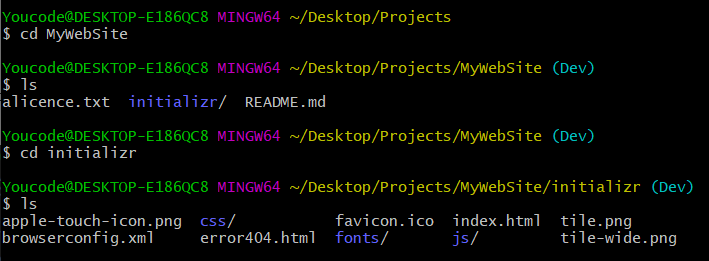 Youcode@DESKTOP-E186QC8 MINGW64 ~/Desktop/Projects
$ cd MyWebSite
Youcode@DESKTOP-E186QC8 MINGW64 ~/Desktop/Projects/MyWebSite (Dev)
$ ls
alicence.txt  initializr/  README.md
Youcode@DESKTOP-E186QC8 MINGW64 ~/Desktop/Projects/MyWebSite (Dev)
$ cd initializr
Youcode@DESKTOP-E186QC8 MINGW64 ~/Desktop/Projects/MyWebSite/initializr (Dev)
$ ls
apple-touch-icon.png  css/          favicon.ico  index.html  tile.png
browserconfig.xml     error404.html  fonts/       js/         tile-wide.png